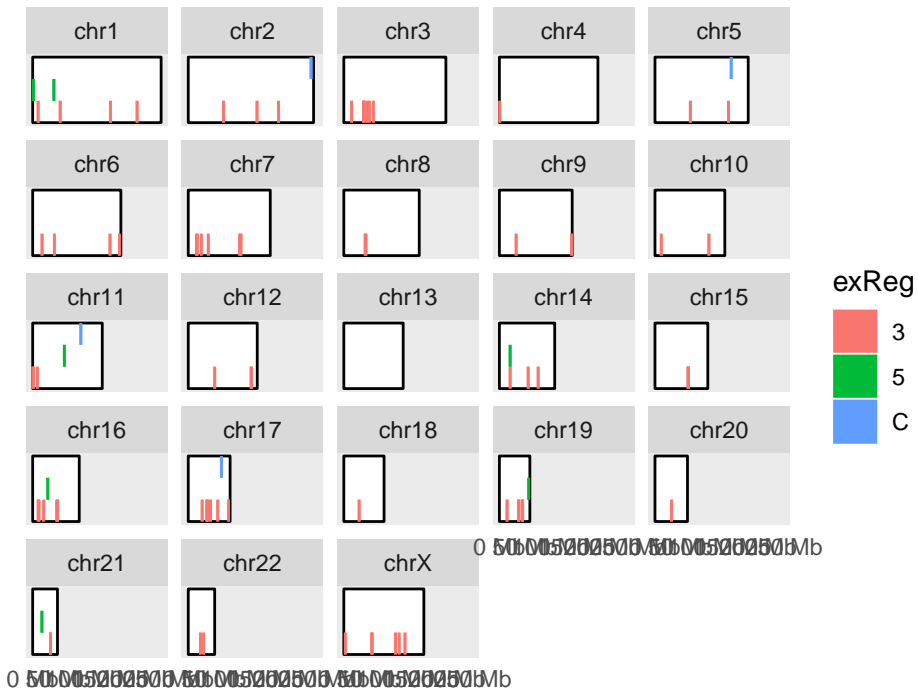 chr1 chr2 chr3 chr4 chr5
chr6 chr7 chr8 chr9 chr10
chr11 chr12 chr13 chr14 chr15
chr16 chr17 chr18 chr19 chr20
chr21 chr22 chrX
exReg
3
5
C